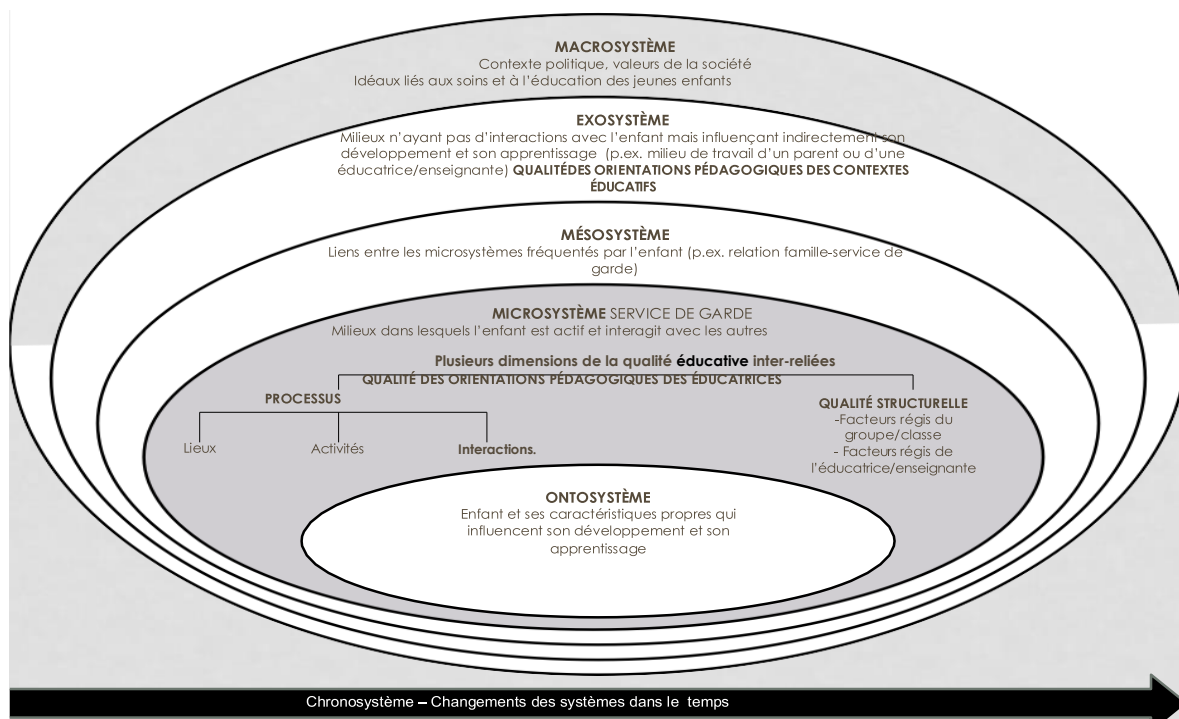 MACROSYSTÈME
Contexte politique, valeurs de la société
Idéaux liés aux soins et à l'éducation des jeunes enfants
EXOSYSTÈME
Milieux n'ayant pas d'interactions avec l'enfant mais influençant indirectement son
développement et son apprentissage (p.ex. milieu de travail d'un parent ou d'une
éducatrice/enseignante) QUALITÉDES ORIENTATIONS PÉDAGOGIQUES DES CONTEXTES
ÉDUCATIFS
MÉSOSYSTÈME
Liens entre les microsystèmes fréquentés par l'enfant (p.ex. relation famille-service de
garde)
MICROSYSTÈME SERVICE DE GARDE
Milieux dans lesquels l'enfant est actif et interagit avec les autres
Plusieurs dimensions de la qualité éducative inter-reliées
QUALITÉ DES ORIENTATIONS PÉDAGOGIQUES DES ÉDUCATRICES
PROCESSUS
Lieux
Activités
Interactions.
QUALITÉ STRUCTURELLE
-Facteurs régis du
groupe/classe
- Facteurs régis de
l'éducatrice/enseignante
ONTOSYSTÈME
Enfant et ses caractéristiques propres qui
influencent son développement et son
apprentissage
Chronosystème – Changements des systèmes dans le temps